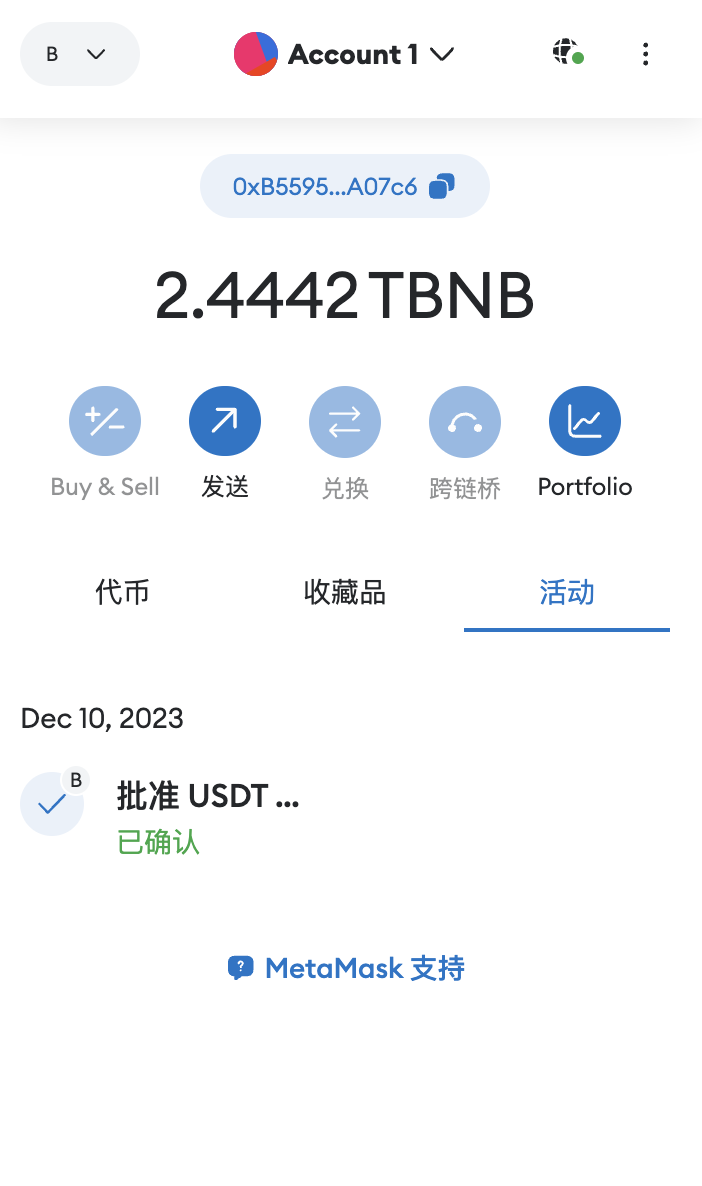 B
Account 1
0xB5595...A07c6
2.4442 TBNB
Buy & Sell
发送
兑换
跨链桥
Portfolio
代币
收藏品
活动
Dec 10, 2023
B
批准 USDT ...
已确认
? MetaMask 支持